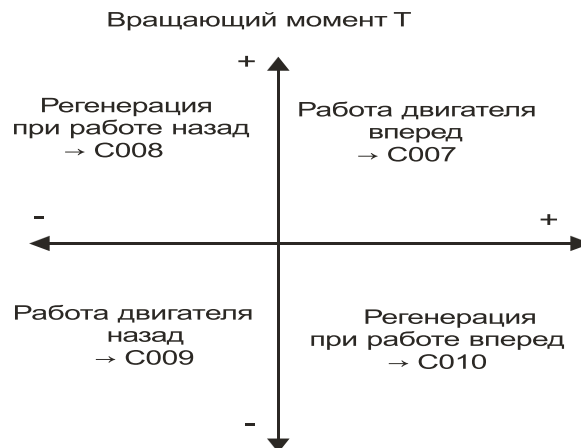 Вращающий момент T
+
Регенерация
при работе назад
→ C008
Работа двигателя
вперед
→ C007
-
+
Работа двигателя
назад
→ C009
Регенерация
при работе вперед
→ C010
-